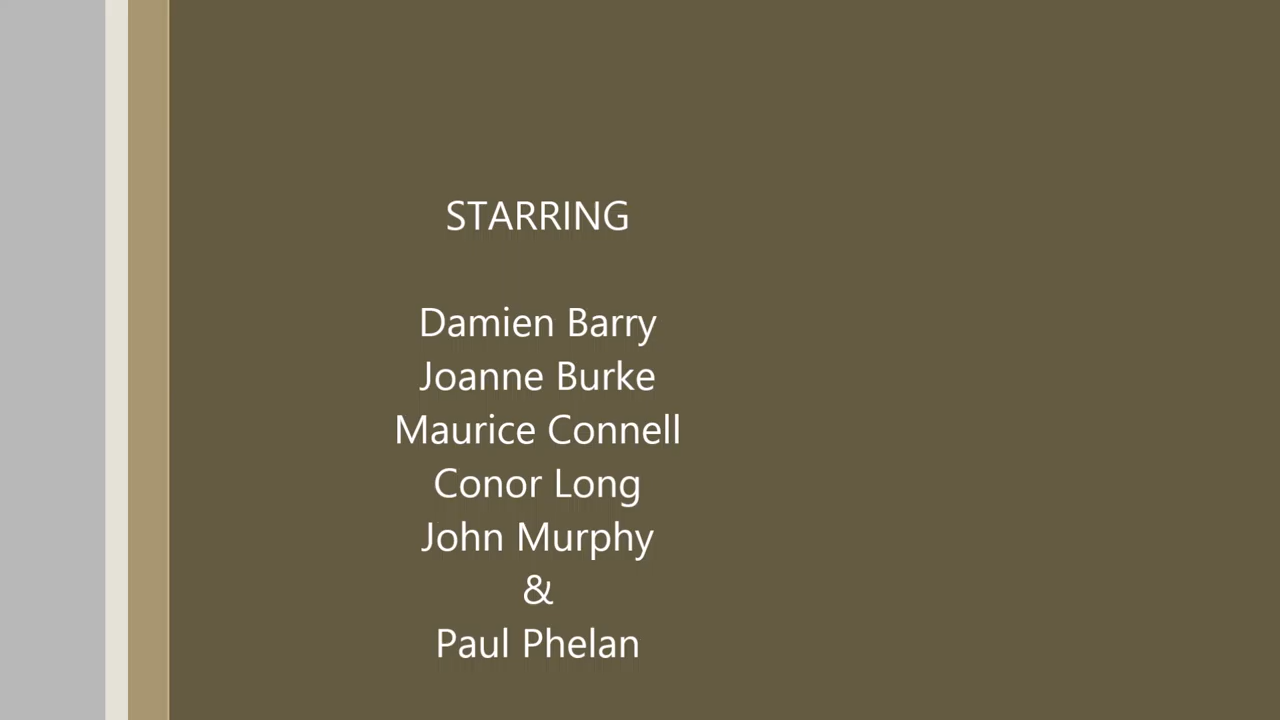 STARRING
Damien Barry
Joanne Burke
Maurice Connell
Conor Long
John Murphy
&
Paul Phelan